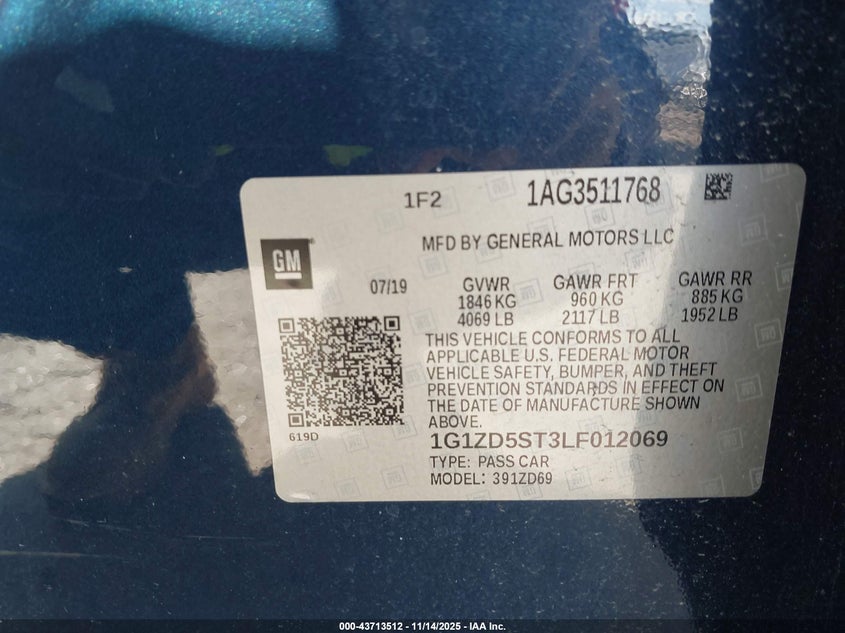 1F2 1AG3511768
MFD BY GENERAL MOTORS LLC
GM
07/19 GVWR GAWR FRT GAWR RR
1846 KG 960 KG 885 KG
4069 LB 2117 LB 1952 LB
THIS VEHICLE CONFORMS TO ALL
APPLICABLE U.S. FEDERAL MOTOR
VEHICLE SAFETY, BUMPER, AND THEFT
PREVENTION STANDARDS IN EFFECT ON
THE DATE OF MANUFACTURE SHOWN
ABOVE.
619D
1G1ZD5ST3LF012069
TYPE: PASS CAR
MODEL: 391ZD69
000-43713512 - 11/14/2025 - IAA Inc.